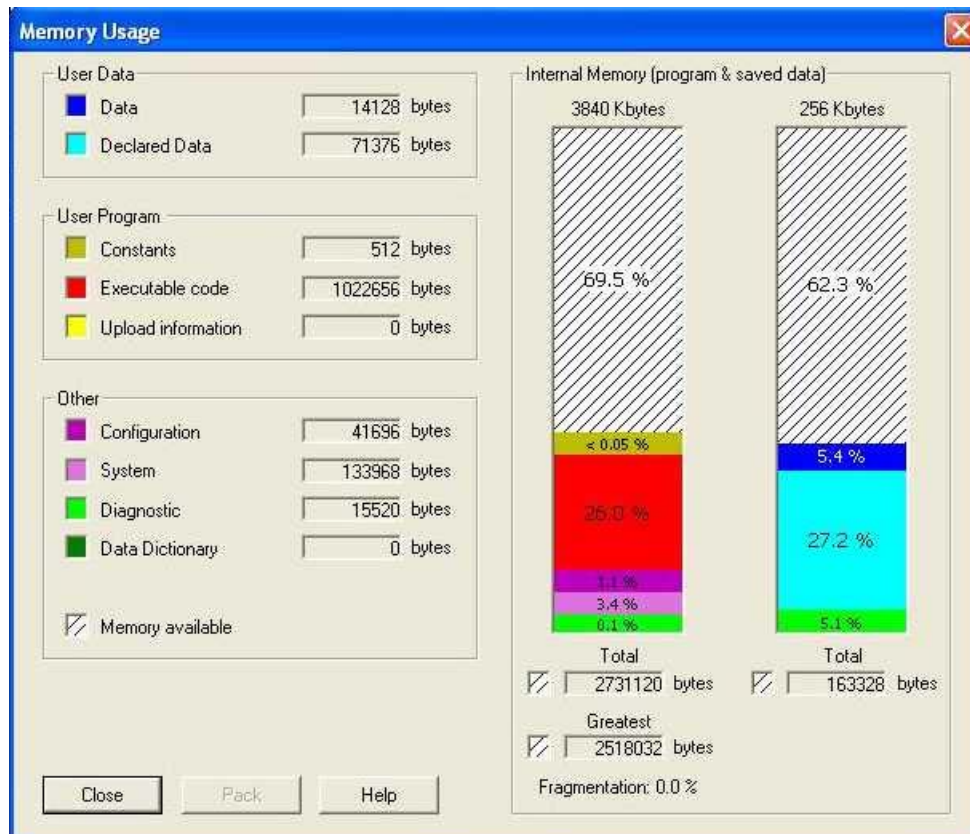 Memory Usage
User Data
Data 14128 bytes
Declared Data 71376 bytes
User Program
Constants 512 bytes
Executable code 1022656 bytes
Upload information 0 bytes
Other
Configuration 41696 bytes
System 133968 bytes
Diagnostic 15520 bytes
Data Dictionary 0 bytes
Memory available
Close Pack Help
Internal Memory (program & saved data)
3840 Kbytes 256 Kbytes
69.5 % 62.3 %
< 0.05 % 5.4 %
26.0 % 27.2 %
1.1 %
3.4 %
0.1 % 5.1 %
Total Total
2731120 bytes 163328 bytes
Greatest
2518032 bytes
Fragmentation: 0.0 %